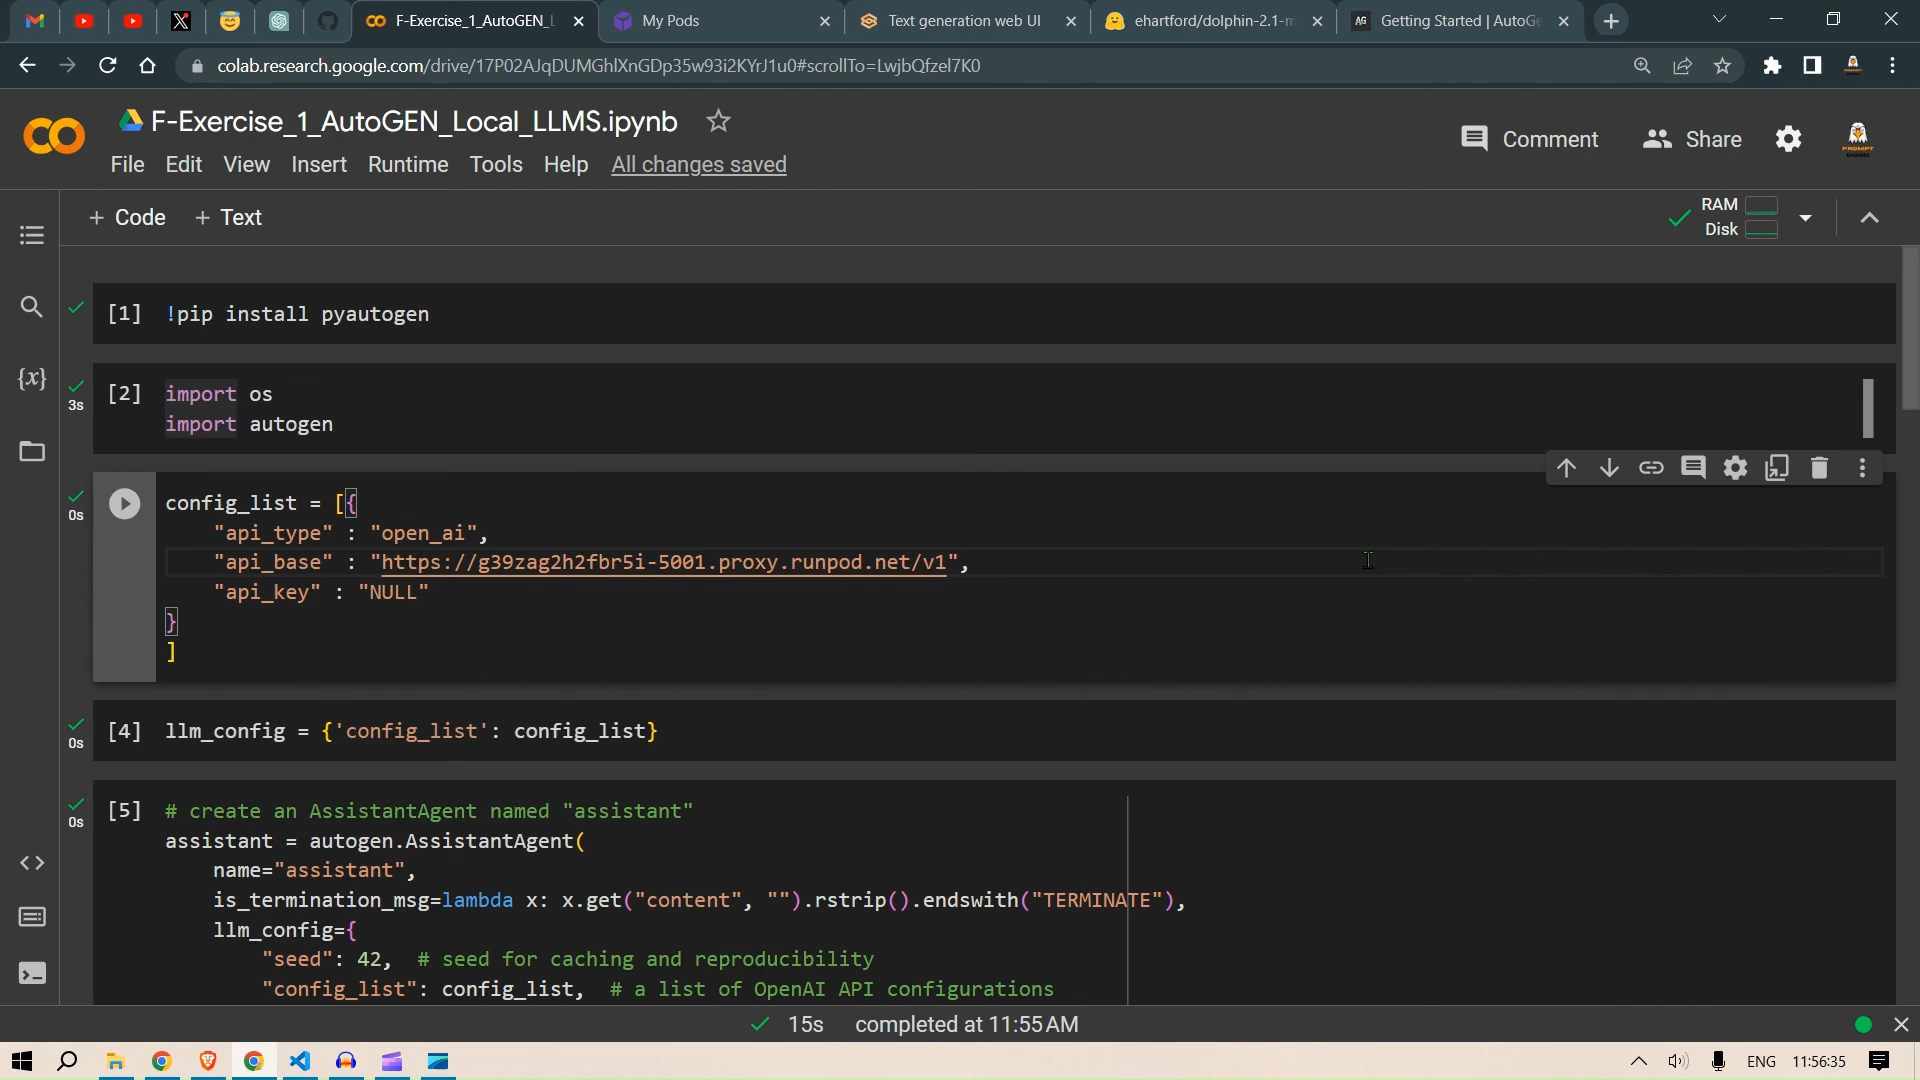 F-Exercise_1_AutoGEN_L
My Pods
Text generation web UI
ehartford/dolphin-2.1-m
AG
Getting Started | AutoGe
colab.research.google.com/drive/17P02AJqDUMGhlXnGDp35w93i2KYrJ1u0#scrollTo=LwjbQfzel7K0
F-Exercise_1_AutoGEN_Local_LLMS.ipynb
Comment
Share
PROMPT
File Edit View Insert Runtime Tools Help All changes saved
+ Code + Text
RAM
Disk
[1] !pip install pyautogen
3s
[2] import os
import autogen
0s
config_list = [{
"api_type" : "open_ai",
"api_base" : "https://g39zag2h2fbr5i-5001.proxy.runpod.net/v1",
"api_key" : "NULL"
}
]
0s
[4] llm_config = {'config_list': config_list}
0s
[5] # create an AssistantAgent named "assistant"
assistant = autogen.AssistantAgent(
name="assistant",
is_termination_msg=lambda x: x.get("content", "").rstrip().endswith("TERMINATE"),
llm_config={
"seed": 42, # seed for caching and reproducibility
"config_list": config_list, # a list of OpenAI API configurations
15s completed at 11:55 AM
ENG 11:56:35